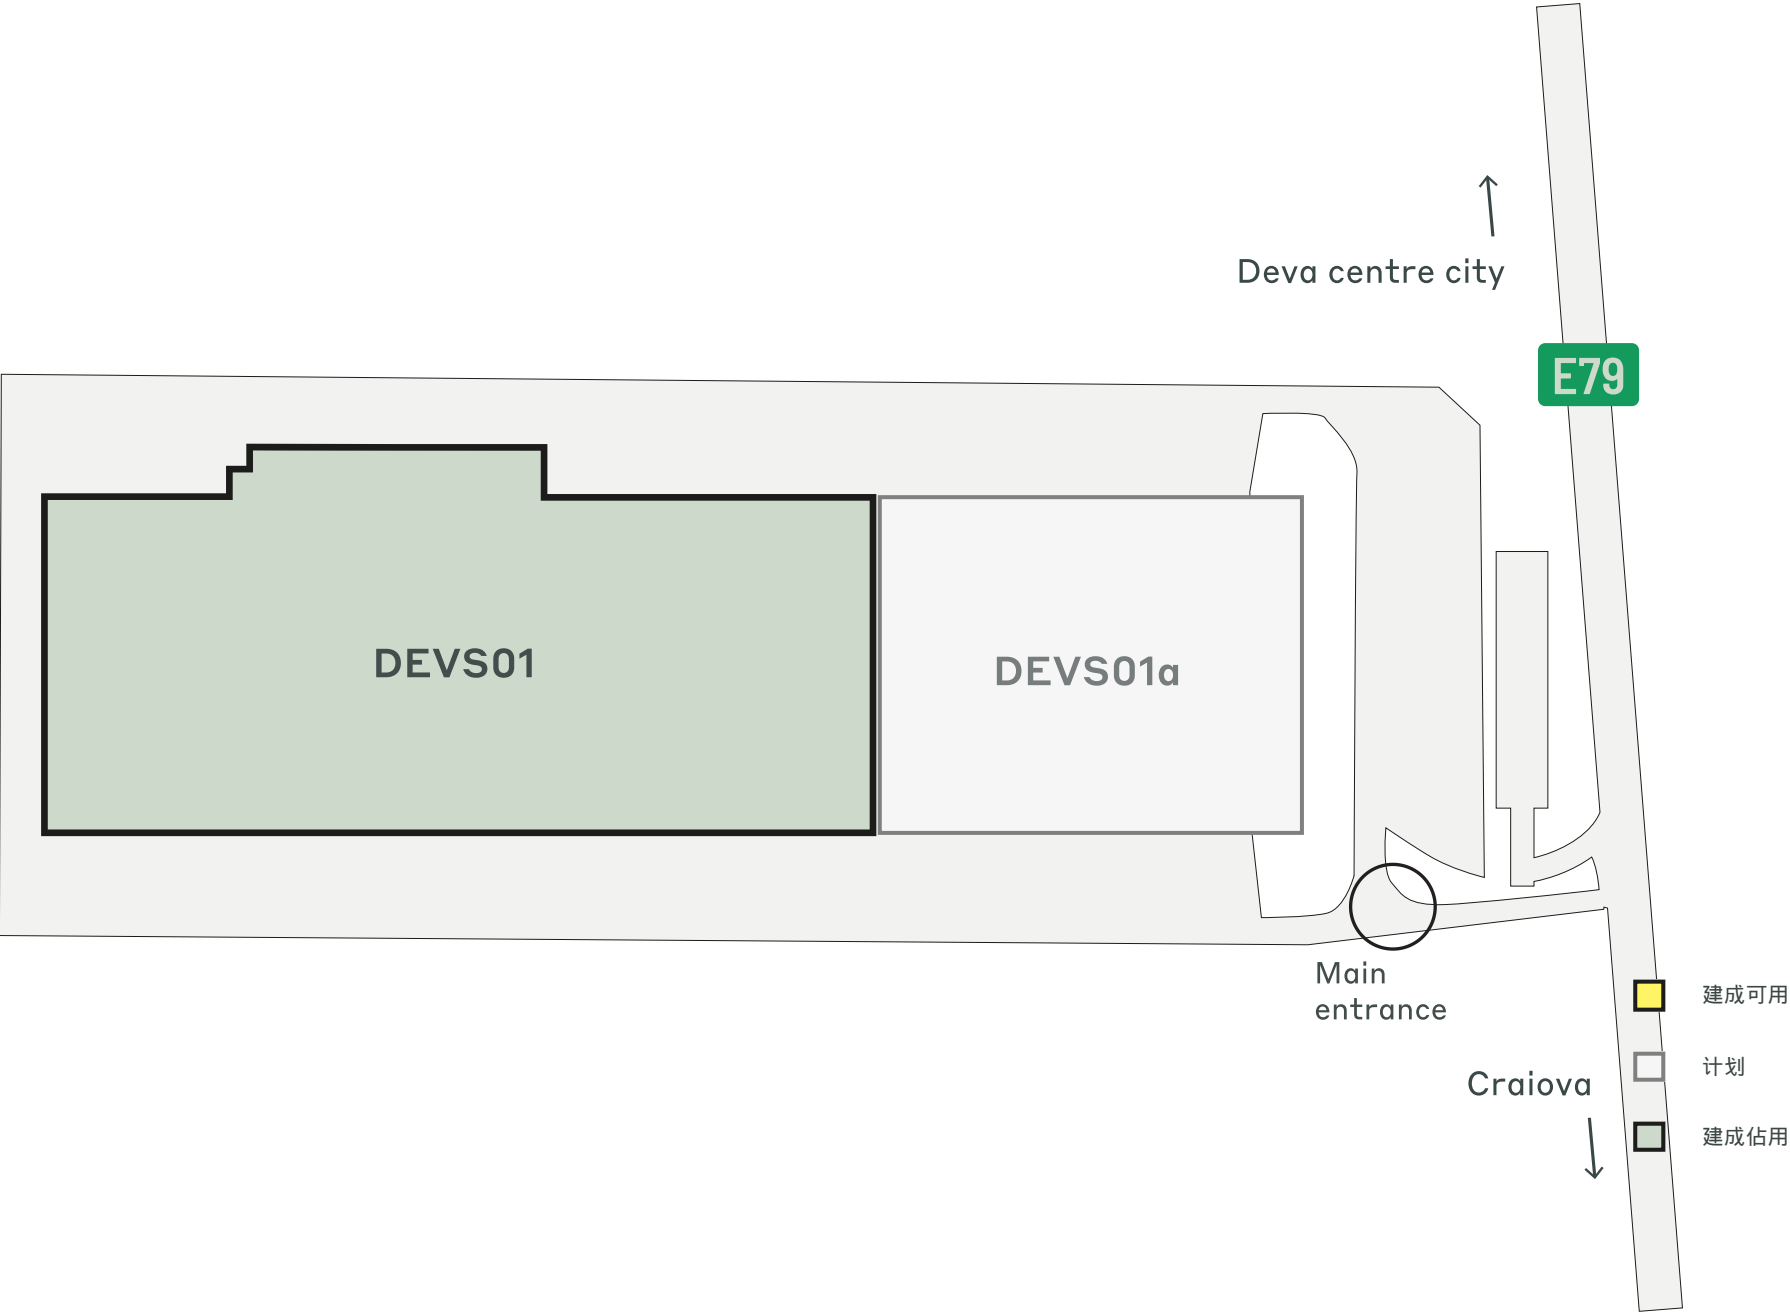 Deva centre city
E79
DEVS01
DEVS01a
Main
entrance
Craiova
建成可用
计划
建成佔用